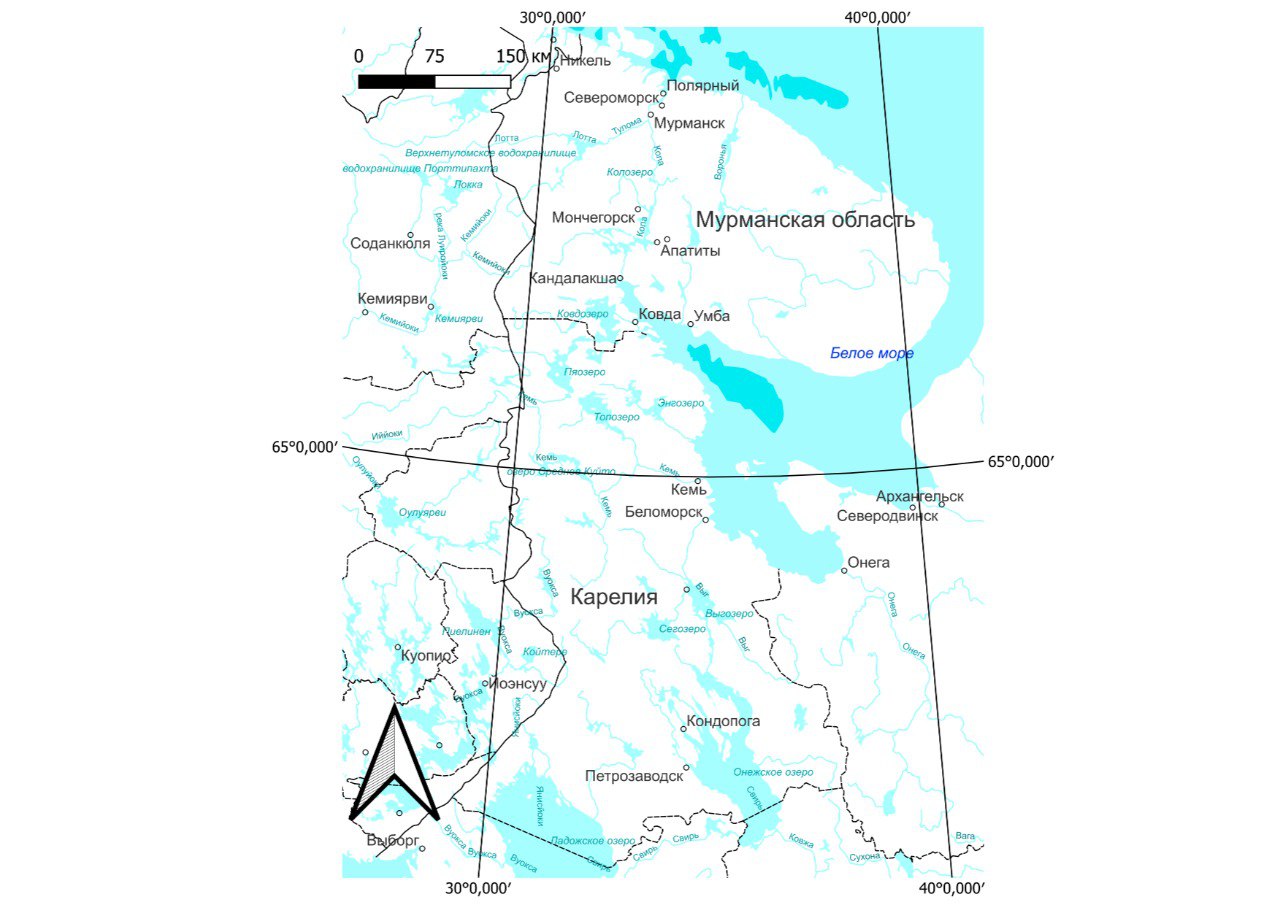 30°0,000′
40°0,000′
0
75
150 км
Никель
Полярный
Североморск
Мурманск
Лотта
Лотта
Тулома
Кола
Воронья
Верхнетуломское водохранилище
водохранилище Порттипахта
Локка
Колозеро
Мончегорск
Кола
Мурманская область
река Луиройоки
Кемийоки
Соданкюля
Апатиты
Кемийоки
Кандалакша
Кемиярви
Кемийоки
Кемиярви
Ковдозеро
Ковда
Умба
Белое море
Пяозеро
Кемь
Энгозеро
Топозеро
Иййоки
65°0,000′
65°0,000′
Оулуйоки
Кемь
озеро Среднее Куйто
Кемь
Кемь
Кемь
Беломорск
Архангельск
Северодвинск
Оулуярви
Онега
Вуокса
Карелия
Выг
Онега
Вуокса
Выгозеро
Пиелинен
Вуокса
Сегозеро
Выг
Онега
Койтере
Куопио
Йоэнсуу
Вуокса
Янисйоки
Кондопога
Петрозаводск
Онежское озеро
Свирь
Янисйоки
Выборг
Вуокса
Вуокса
Вуокса
Ладожское озеро
Свирь
Свирь
Свирь
Ковжа
Сухона
Вага
30°0,000′
40°0,000′